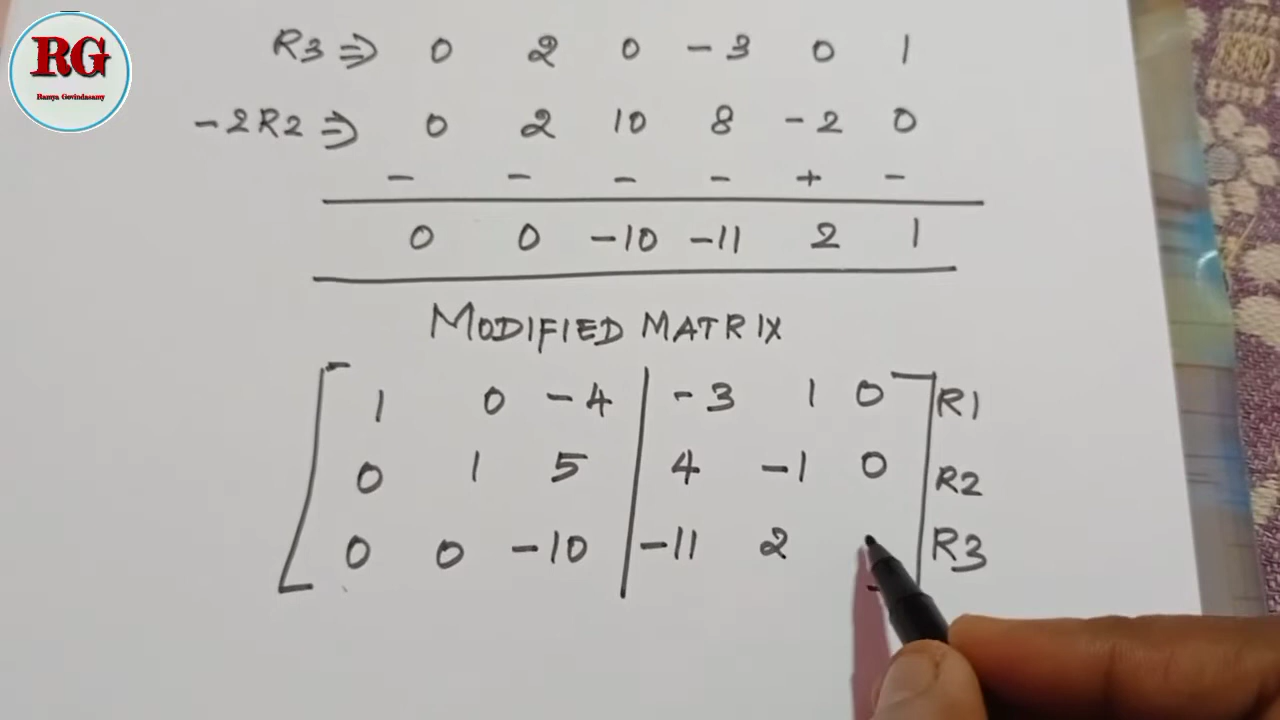 RG
Ramya Govindasamy
R3 ⇒ 0 2 0 -3 0 1
-2R2 ⇒ 0 2 10 8 -2 0
- - - - + -
0 0 -10 -11 2 1
MODIFIED MATRIX
1 0 -4 | -3 1 0 R1
0 1 5 | 4 -1 0 R2
0 0 -10 | -11 2 R3